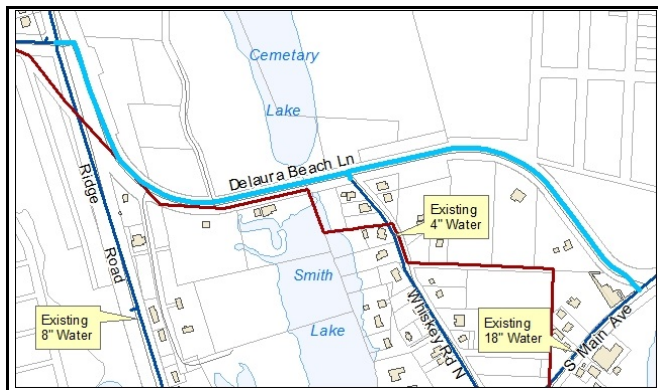 Cemetary
Lake
Delaura Beach Ln
Ridge
Road
Existing
4" Water
Smith
Lake
Whiskey Rd N
Existing
8" Water
Existing
18" Water
S Main Ave